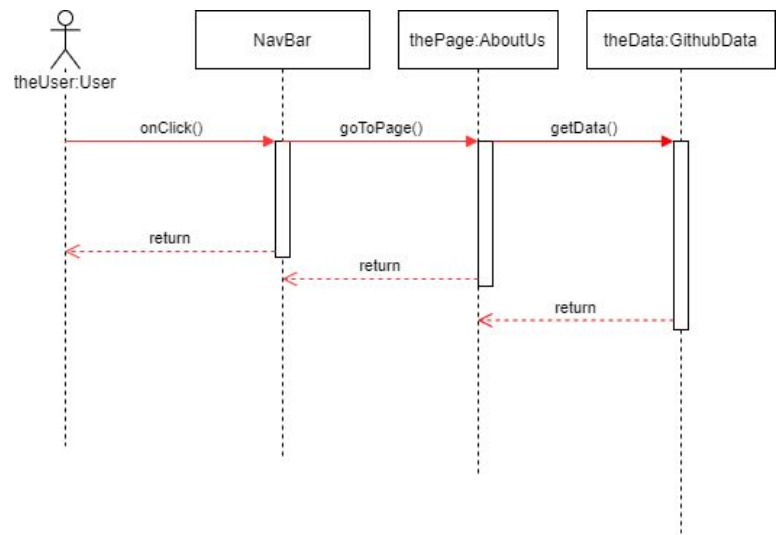 NavBar
thePage:AboutUs
theData:GithubData
theUser:User
onClick()
goToPage()
getData()
return
return
return